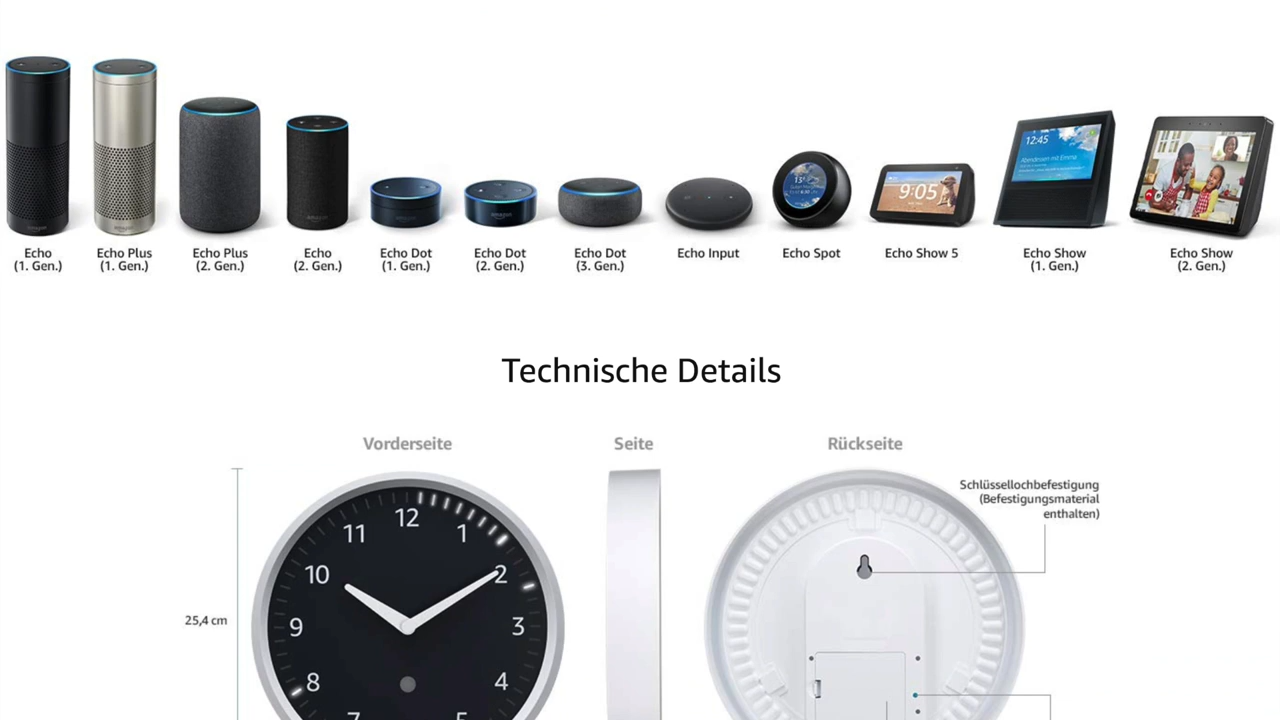 12:45
Abendessen mit Emma
9:05
Echo
(1. Gen.)
Echo Plus
(1. Gen.)
Echo Plus
(2. Gen.)
Echo
(2. Gen.)
Echo Dot
(1. Gen.)
Echo Dot
(2. Gen.)
Echo Dot
(3. Gen.)
Echo Input
Echo Spot
Echo Show 5
Echo Show
(1. Gen.)
Echo Show
(2. Gen.)
Technische Details
Vorderseite
Seite
Rückseite
Schlüssellochbefestigung
(Befestigungsmaterial
enthalten)
25,4 cm
12
11
1
10
2
9
3
8
4
7
5